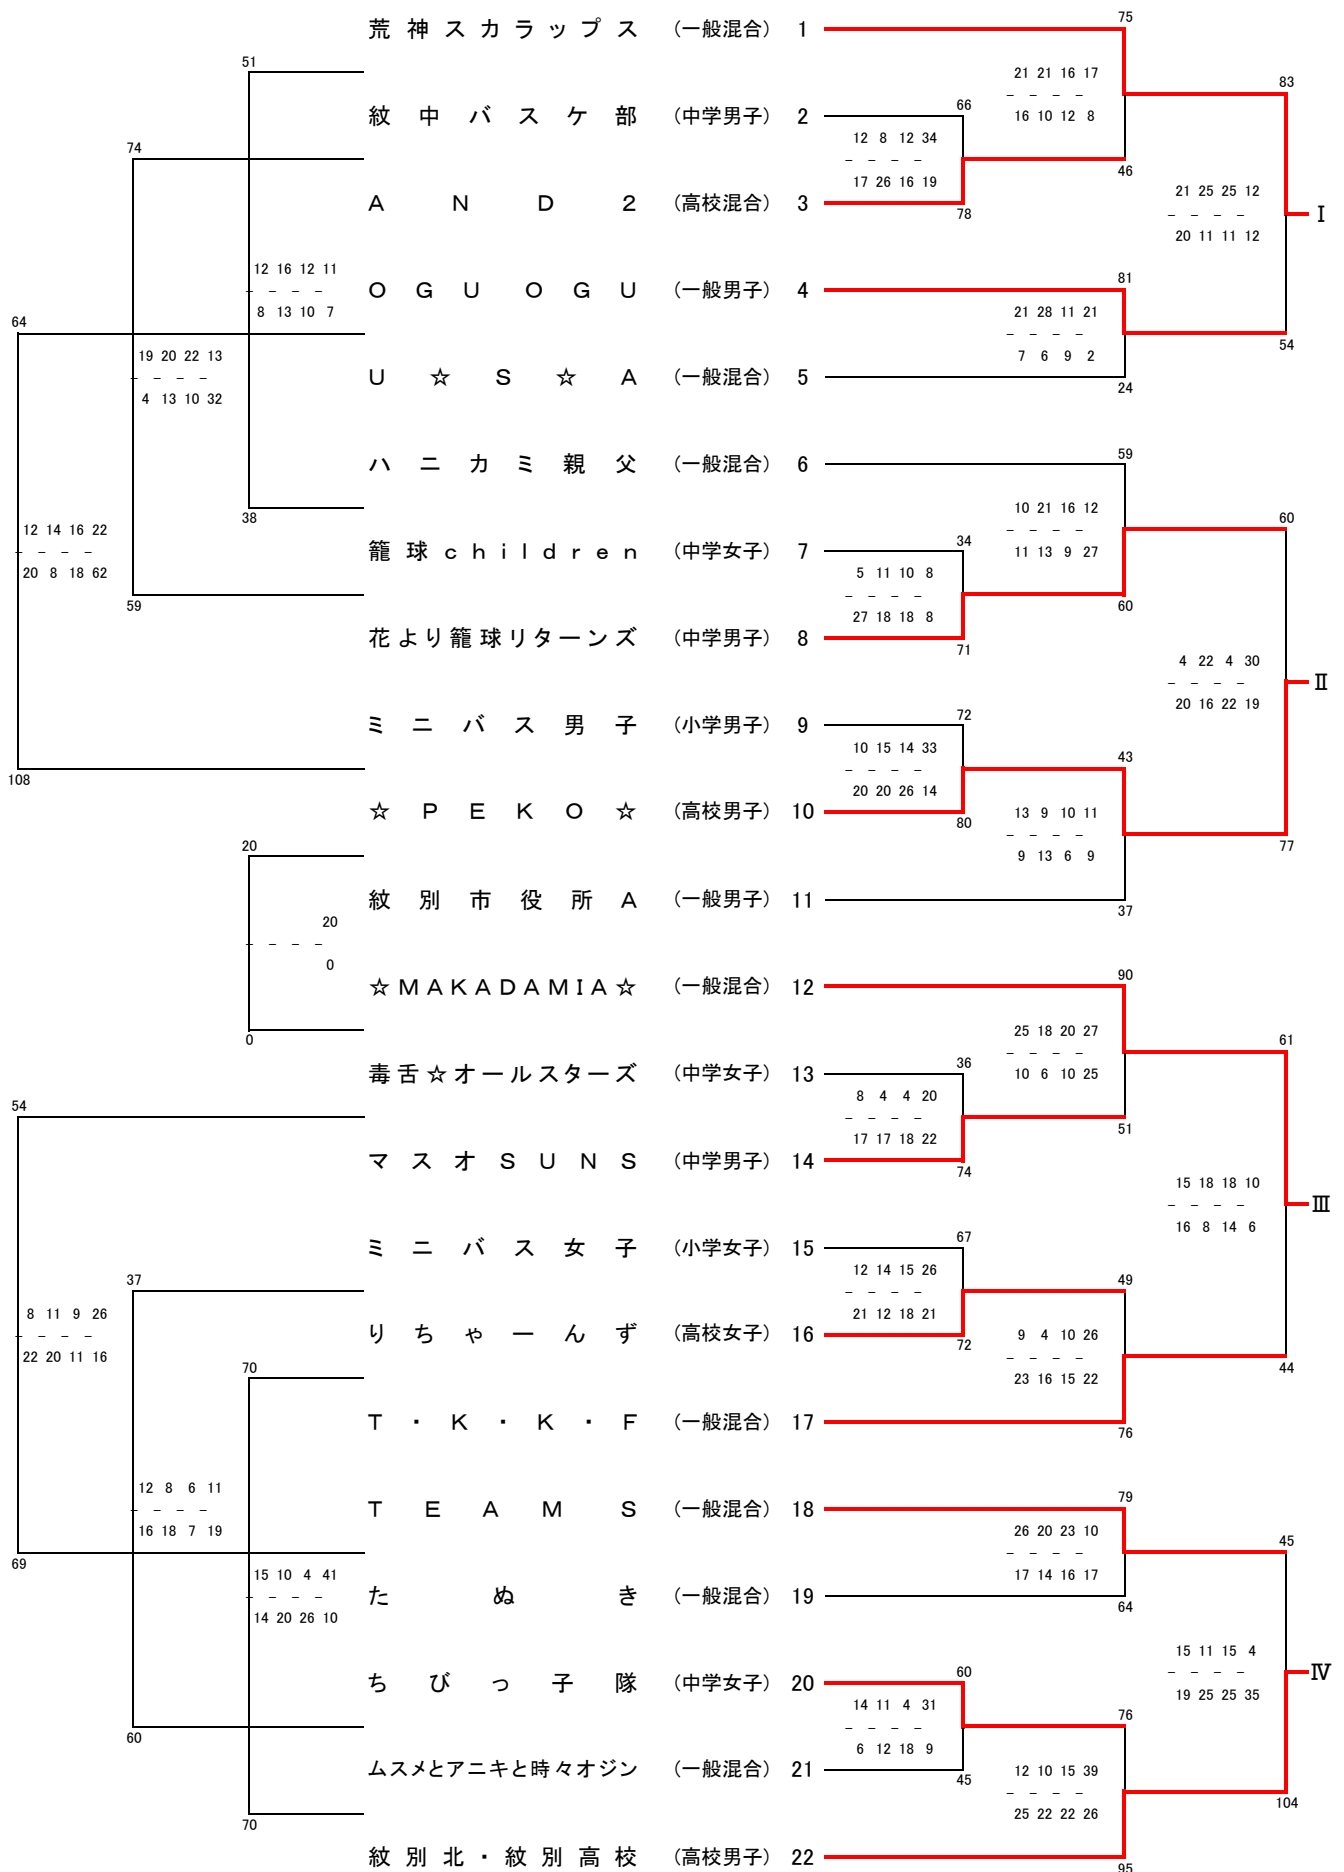 荒神スカラップス (一般混合) 1
75
51
21 21 16 17
－ － － －
16 10 12 8
83
紋中バスケ部 (中学男子) 2
66
12 8 12 34
－ － － －
17 26 16 19
74
46
AND2 (高校混合) 3
78
21 25 25 12
－ － － －
20 11 11 12
Ⅰ
12 16 12 11
－ － － －
8 13 10 7
OGU OGU (一般男子) 4
81
64
21 28 11 21
－ － － －
7 6 9 2
54
19 20 22 13
－ － － －
4 13 10 32
U☆S☆A (一般混合) 5
24
ハニカミ親父 (一般混合) 6
59
38
10 21 16 12
－ － － －
11 13 9 27
60
12 14 16 22
－ － － －
20 8 18 62
籠球children (中学女子) 7
34
5 11 10 8
－ － － －
27 18 18 8
59
60
花より籠球リターンズ (中学男子) 8
71
4 22 4 30
－ － － －
20 16 22 19
Ⅱ
ミニバス男子 (小学男子) 9
72
10 15 14 33
－ － － －
20 20 26 14
43
108
☆PEKO☆ (高校男子) 10
80
13 9 10 11
－ － － －
9 13 6 9
77
20
紋別市役所A (一般男子) 11
37
20
－ － － －
0
☆MAKADAMIA☆ (一般混合) 12
90
0
25 18 20 27
－ － － －
10 6 10 25
61
毒舌☆オールスターズ (中学女子) 13
36
8 4 4 20
－ － － －
17 17 18 22
54
51
マスオSUNS (中学男子) 14
74
15 18 18 10
－ － － －
16 8 14 6
Ⅲ
ミニバス女子 (小学女子) 15
67
12 14 15 26
－ － － －
21 12 18 21
37
49
8 11 9 26
－ － － －
22 20 11 16
りちゃーんず (高校女子) 16
72
9 4 10 26
－ － － －
23 16 15 22
44
70
T・K・K・F (一般混合) 17
76
12 8 6 11
－ － － －
16 18 7 19
TEAMS (一般混合) 18
79
26 20 23 10
－ － － －
17 14 16 17
45
69
15 10 4 41
－ － － －
14 20 26 10
たぬき (一般混合) 19
64
ちびっ子隊 (中学女子) 20
60
15 11 15 4
－ － － －
19 25 25 35
Ⅳ
14 11 4 31
－ － － －
6 12 18 9
60
76
ムスメとアニキと時々オジン (一般混合) 21
45
12 10 15 39
－ － － －
25 22 22 26
104
70
紋別北・紋別高校 (高校男子) 22
95